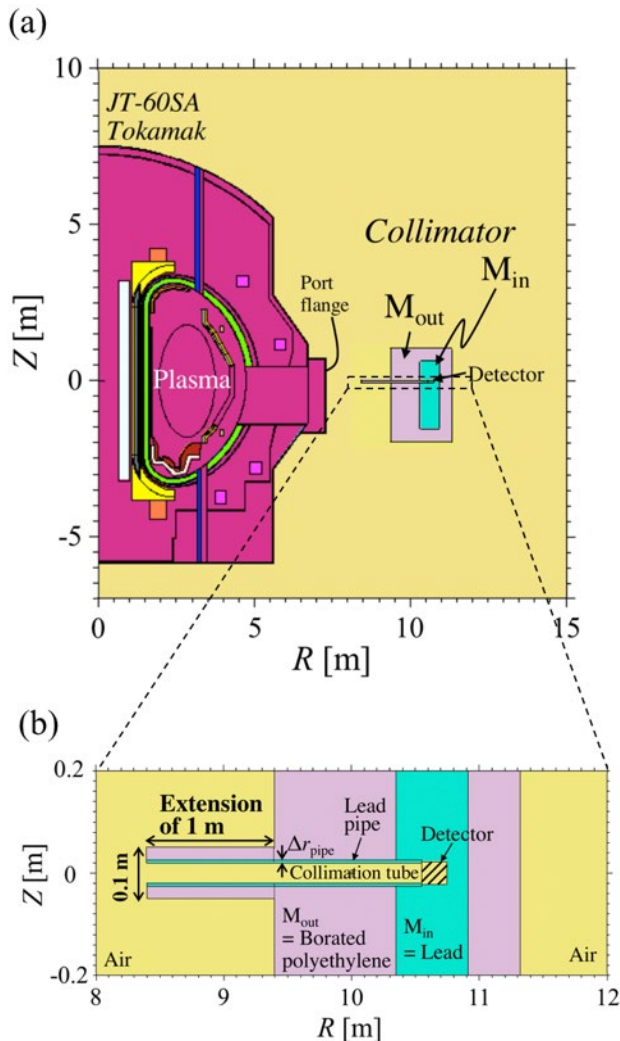 (a)
10
JT-60SA
Tokamak
5
Collimator
Port
flange
M_out
M_in
Z [m]
0
Plasma
Detector
-5
0
5
10
15
R [m]
(b)
0.2
Extension
of 1 m
Lead
pipe
Δr_pipe
Detector
0.1 m
Z [m]
0
Collimation tube
M_out
= Borated
polyethylene
M_in
= Lead
Air
Air
-0.2
8
9
10
11
12
R [m]